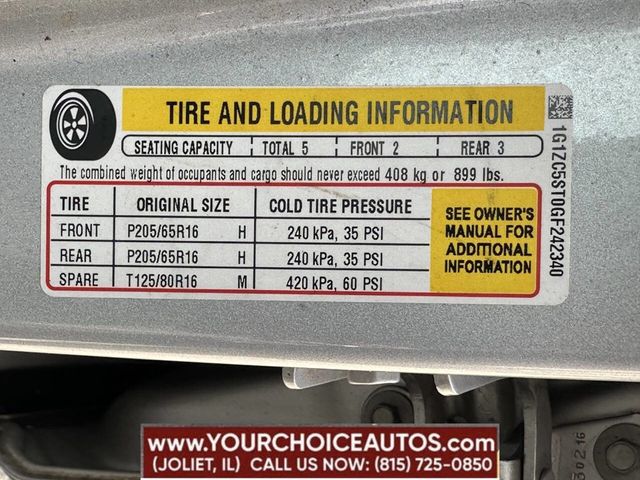 TIRE AND LOADING INFORMATION
SEATING CAPACITY TOTAL 5 FRONT 2 REAR 3
The combined weight of occupants and cargo should never exceed 408 kg or 899 lbs.
TIRE ORIGINAL SIZE COLD TIRE PRESSURE
FRONT P205/65R16 H 240 kPa, 35 PSI
REAR P205/65R16 H 240 kPa, 35 PSI
SPARE T125/80R16 M 420 kPa, 60 PSI
SEE OWNER'S
MANUAL FOR
ADDITIONAL
INFORMATION
1G1ZC5ST0GF242340
WWW.YOURCHOICEAUTOS.COM
(JOLIET, IL) CALL US NOW: (815) 725-0850